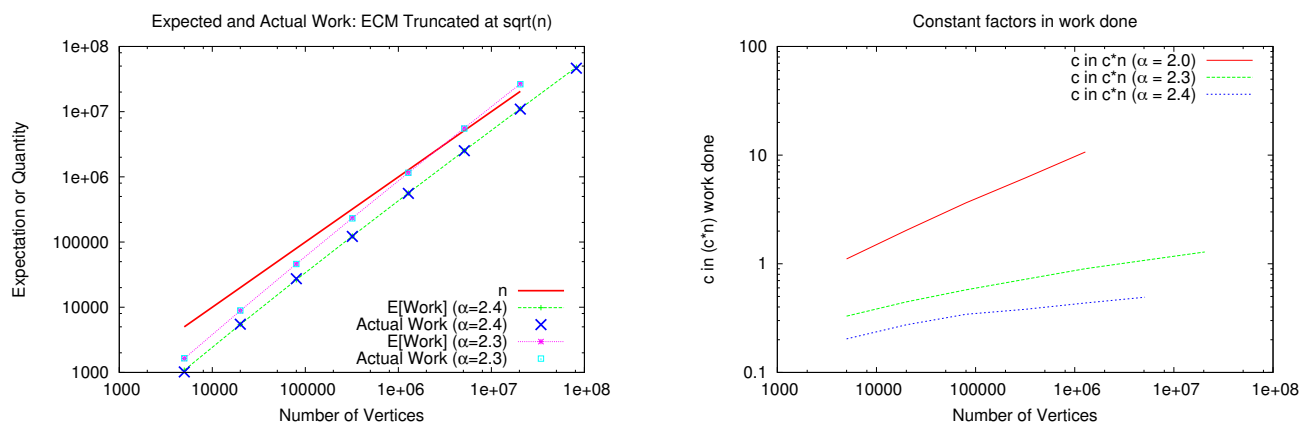 Expected and Actual Work: ECM Truncated at sqrt(n)
Expectation or Quantity
1e+08
1e+07
1e+06
100000
10000
1000
n
E[Work] (α=2.4)
Actual Work (α=2.4)
E[Work] (α=2.3)
Actual Work (α=2.3)
1000 10000 100000 1e+06 1e+07 1e+08
Number of Vertices
Constant factors in work done
c in (c*n) work done
100
10
1
0.1
c in c*n (α = 2.0)
c in c*n (α = 2.3)
c in c*n (α = 2.4)
1000 10000 100000 1e+06 1e+07 1e+08
Number of Vertices